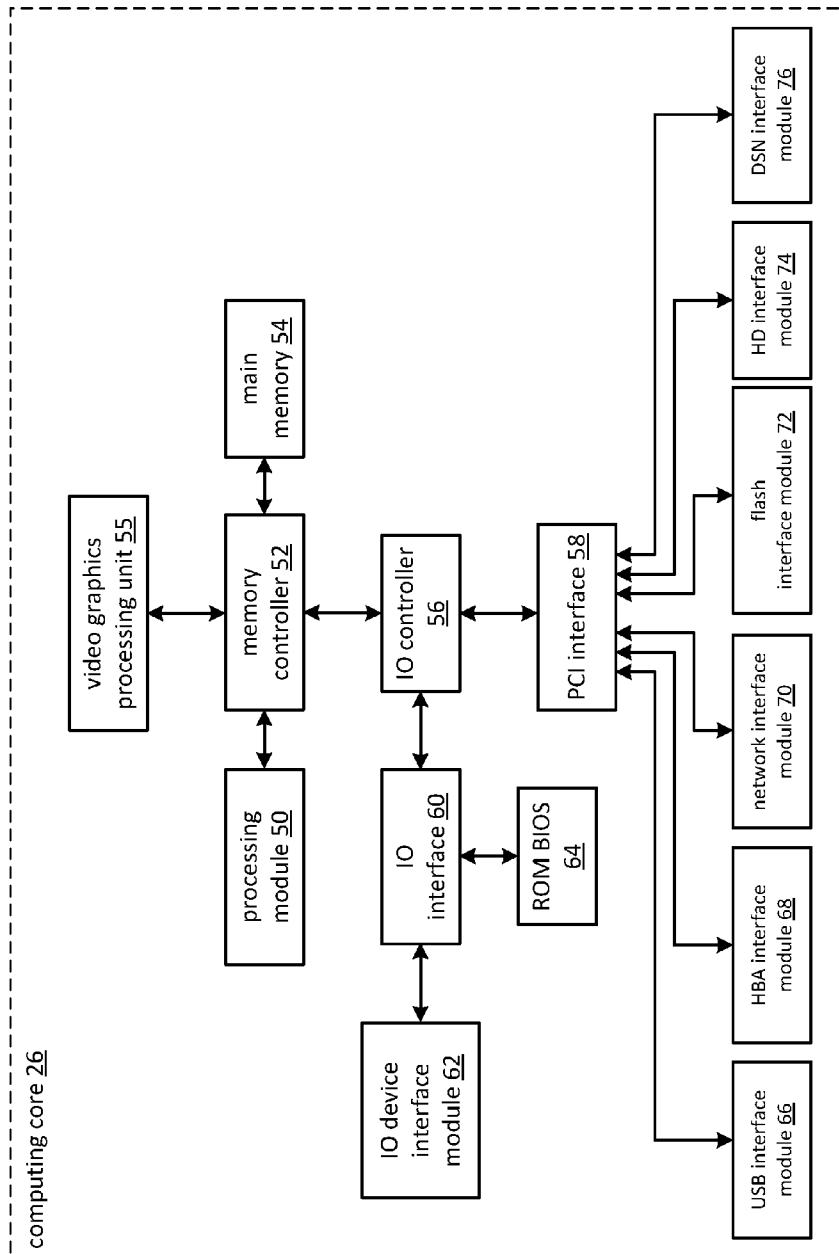 computing core 26
video graphics
processing unit 55
processing
module 50
memory
controller 52
main
memory 54
IO device
interface
module 62
IO
interface 60
IO controller
56
ROM BIOS
64
PCI interface 58
USB interface
module 66
HBA interface
module 68
network interface
module 70
flash
interface module 72
HD interface
module 74
DSN interface
module 76